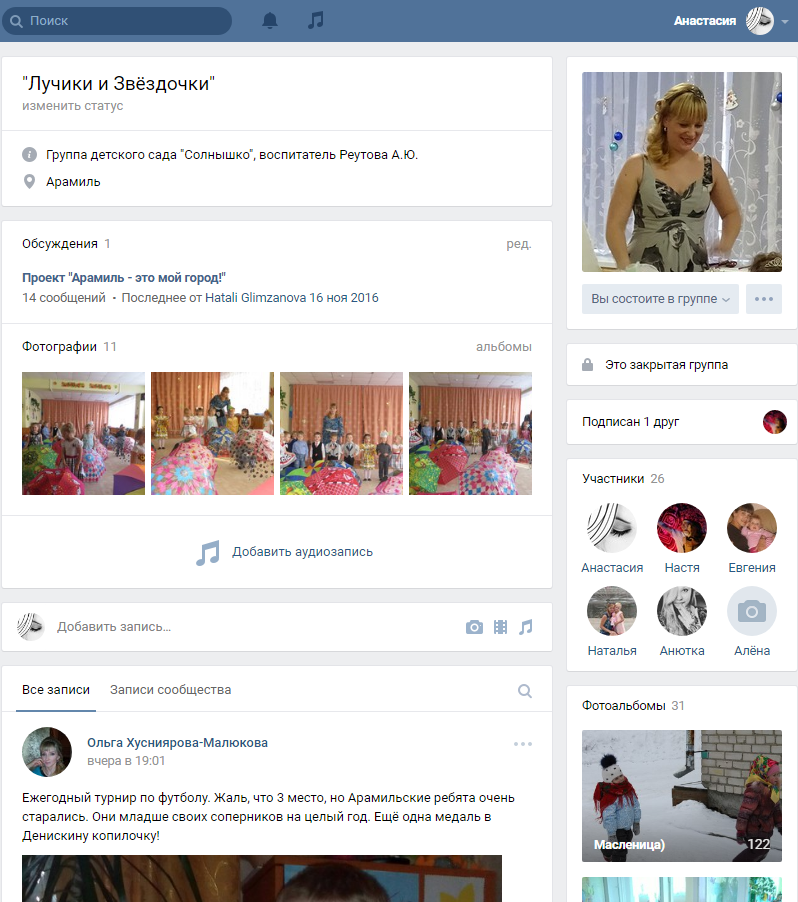 Поиск
Анастасия
"Лучики и Звёздочки"
изменить статус
Группа детского сада "Солнышко", воспитатель Реутова А.Ю.
Арамиль
Обсуждения 1
ред.
Проект "Арамиль - это мой город!"
14 сообщений · Последнее от Hatali Glimzanova 16 ноя 2016
Фотографии 11
альбомы
Добавить аудиозапись
Добавить запись...
Все записи
Записи сообщества
Ольга Хусниярова-Малюкова
вчера в 19:01
Ежегодный турнир по футболу. Жаль, что 3 место, но Арамильские ребята очень
старались. Они младше своих соперников на целый год. Ещё одна медаль в
Денискину копилочку!
Вы состоите в группе
Это закрытая группа
Подписан 1 друг
Участники 26
Анастасия
Настя
Евгения
Наталья
Анютка
Алёна
Фотоальбомы 31
Масленица)
122